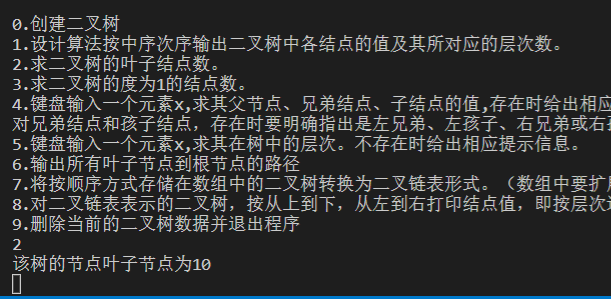 0.创建二叉树
1.设计算法按中序次序输出二叉树中各结点的值及其所对应的层次数。
2.求二叉树的叶子结点数。
3.求二叉树的度为1的结点数。
4.键盘输入一个元素x,求其父节点、兄弟结点、子结点的值,存在时给出相应
对兄弟结点和孩子结点，存在时要明确指出是左兄弟、左孩子、右兄弟或右
5.键盘输入一个元素x，求其在树中的层次。不存在时给出相应提示信息。
6.输出所有叶子节点到根节点的路径
7.将按顺序方式存储在数组中的二叉树转换为二叉链表形式。（数组中要扩
8.对二叉链表表示的二叉树，按从上到下，从左到右打印结点值，即按层次
9.删除当前的二叉树数据并退出程序
2
该树的节点叶子节点为10